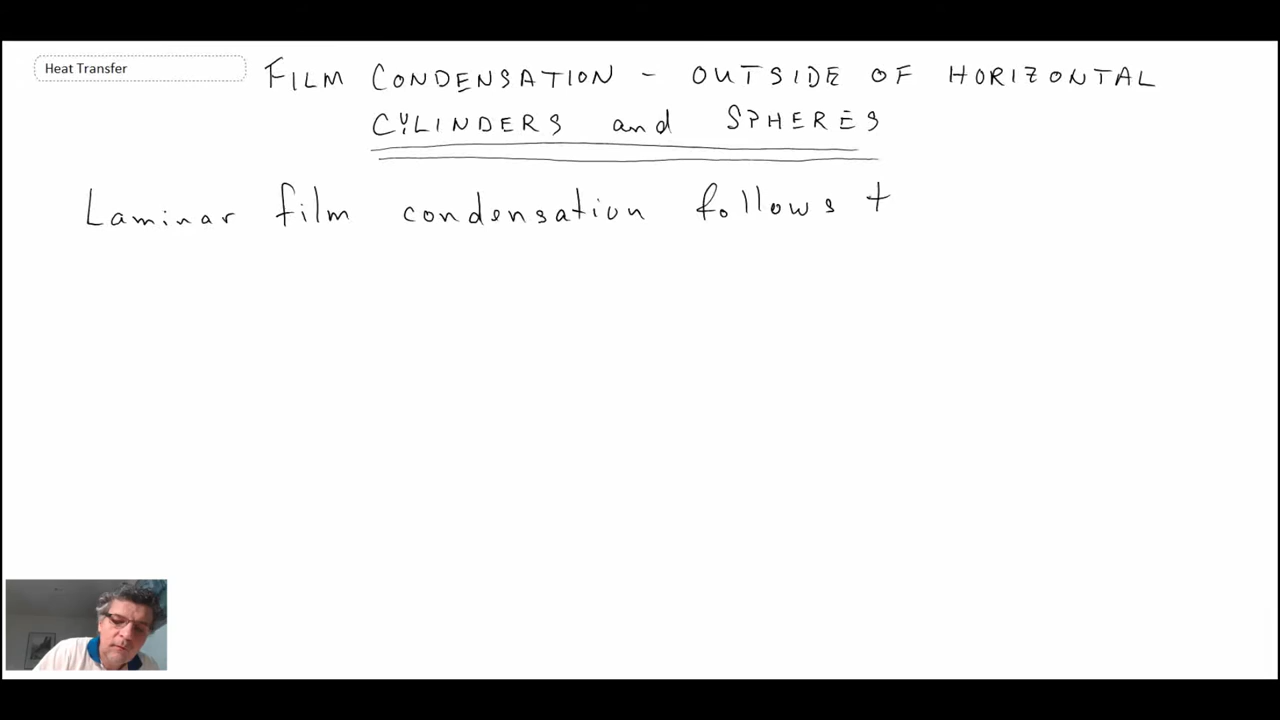 Heat Transfer
FILM CONDENSATION - OUTSIDE OF HORIZONTAL
CYLINDERS and SPHERES
Laminar film condensation follows t